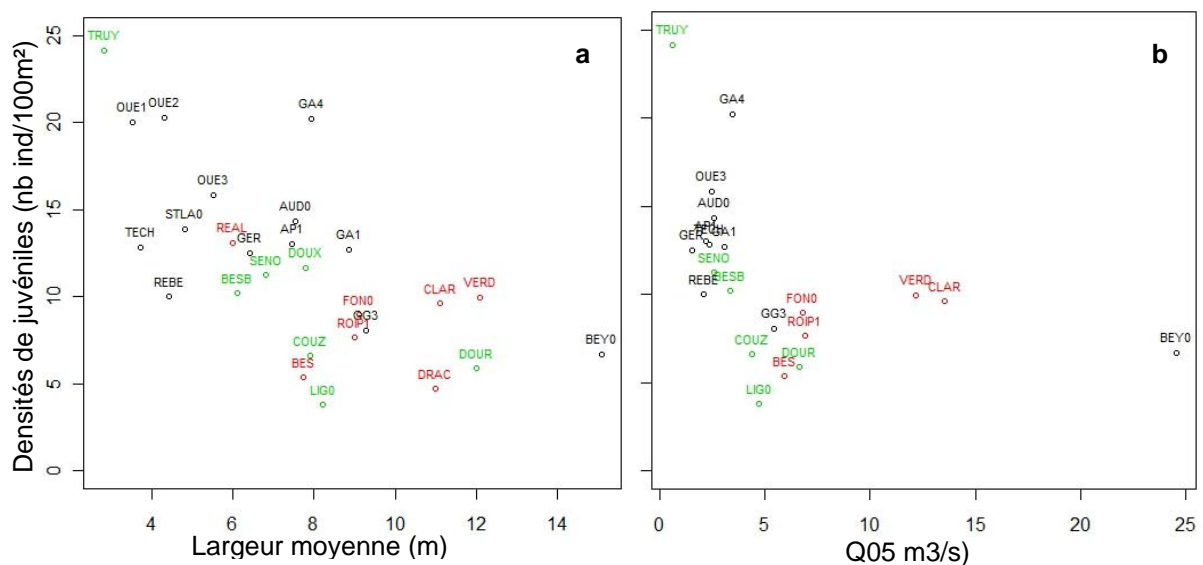 Densités de juvéniles (nb ind/100m²)
25
20
15
10
5
0
a
TRUY
OUE1
OUE2
GA4
OUE3
STLA0
AUD0
TECH
REAL
GER
AP1
GA1
SENO
DOUX
REBE
BESB
CLAR
VERD
FON0
GG3
ROIP1
COUZ
BES
DOUR
BEY0
LIG0
DRAC
4
6
8
10
12
14
Largeur moyenne (m)
b
TRUY
GA4
OUE3
AUD0
AP1
TECH
GER
GA1
SENO
BESB
REBE
VERD
CLAR
FON0
GG3
ROIP1
COUZ
DOUR
BES
BEY0
LIG0
0
5
10
15
20
25
Q05 m3/s)